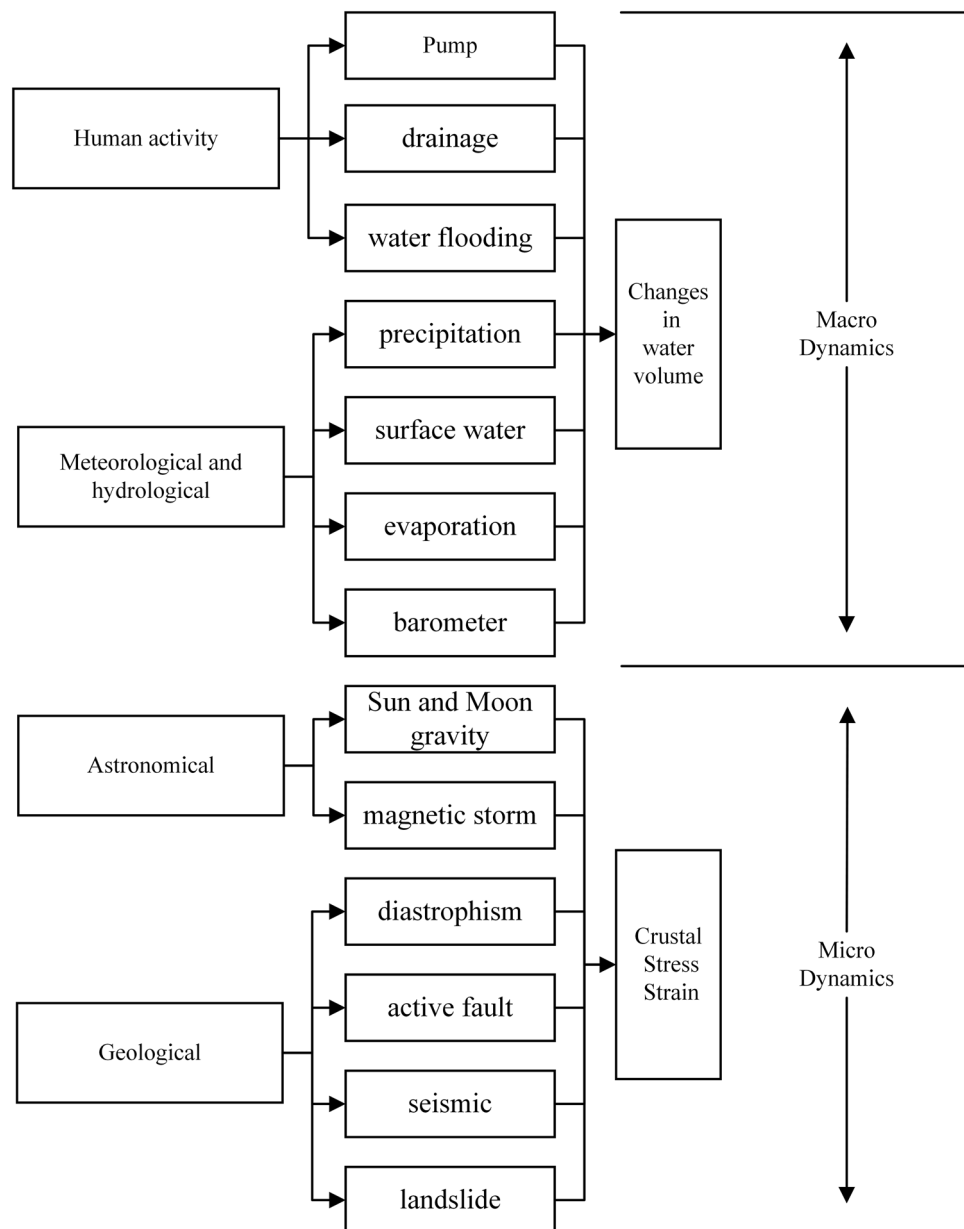 Pump
Human activity
drainage
water flooding
Changes
in
water
volume
precipitation
Macro
Dynamics
surface water
Meteorological and
hydrological
evaporation
barometer
Sun and Moon
gravity
Astronomical
magnetic storm
diastrophism
Crustal
Stress
Strain
Micro
Dynamics
active fault
Geological
seismic
landslide